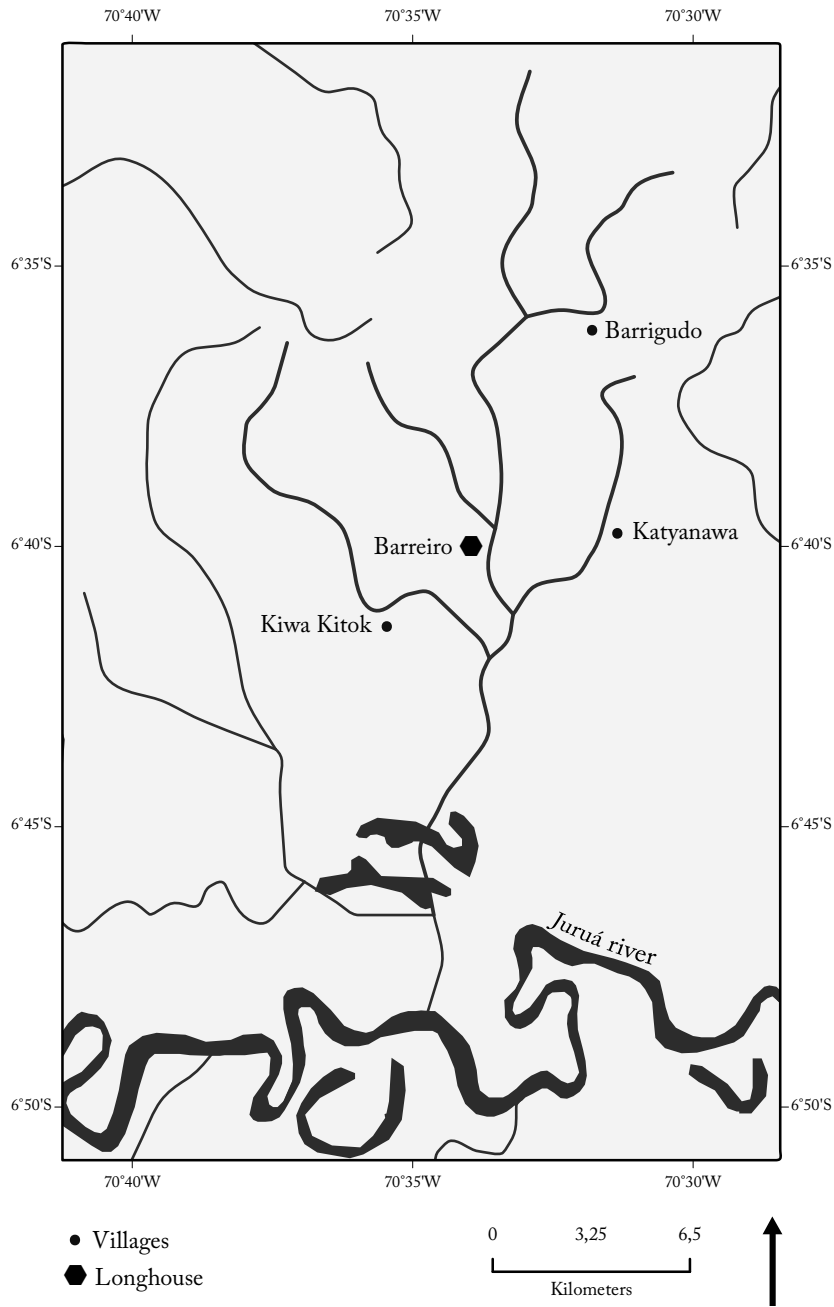 70°40'W 70°35'W 70°30'W
6°35'S 6°35'S
Barrigudo
Katyanawa
Barreiro
6°40'S 6°40'S
Kiwa Kitok
6°45'S 6°45'S
Juruá river
6°50'S 6°50'S
70°40'W 70°35'W 70°30'W
Villages
Longhouse
0 3,25 6,5
Kilometers